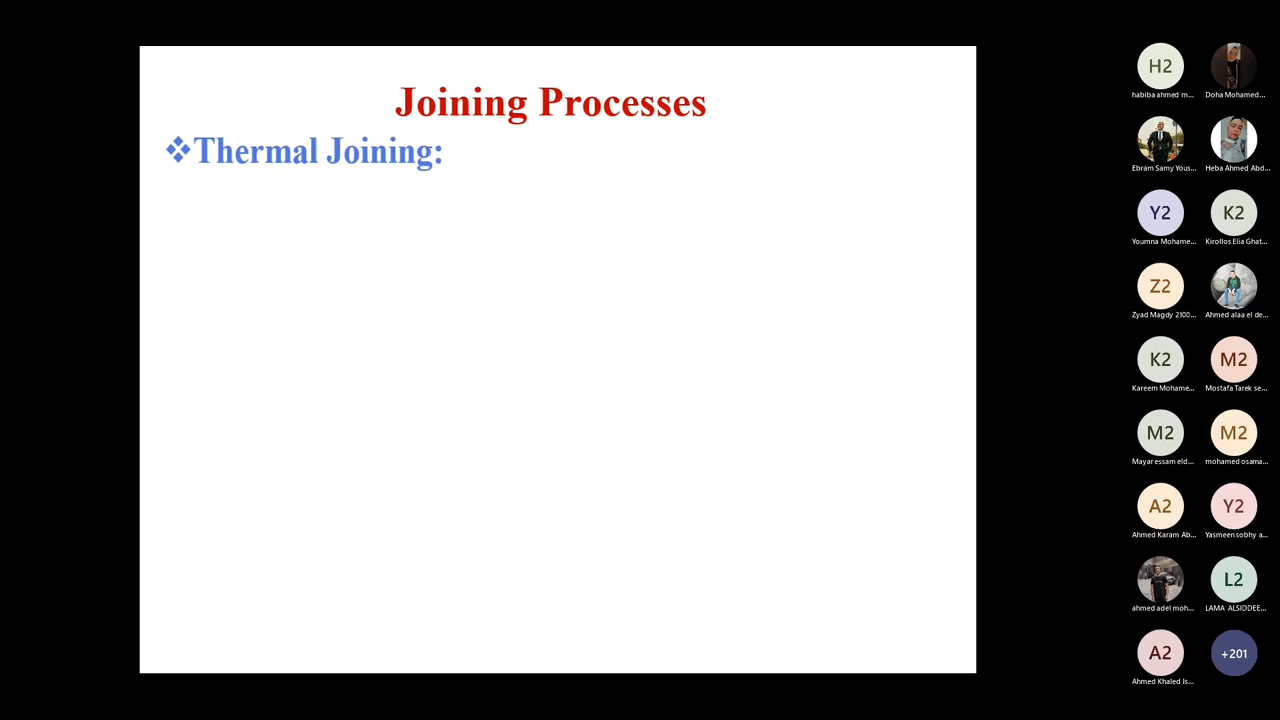 Joining Processes
❖Thermal Joining:
H2
habiba ahmed m...
Doha Mohamed...
Ebram Samy Yous...
Heba Ahmed Abd...
Y2
K2
Youmna Mohame...
Kirollos Elia Ghat...
Z2
Zyad Magdy 2100...
Ahmed alaa el de...
K2
M2
Kareem Mohame...
Mostafa Tarek se...
M2
M2
Mayar essam eld...
mohamed osama...
A2
Y2
Ahmed Karam Ab...
Yasmeen sobhy a...
L2
ahmed adel moh...
LAMA ALSIDDEE...
A2
+201
Ahmed Khaled Is...